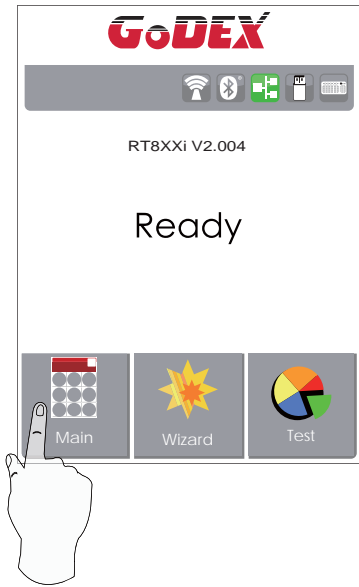 GoDEX
RT8XXi V2.004
Ready
Main
Wizard
Test